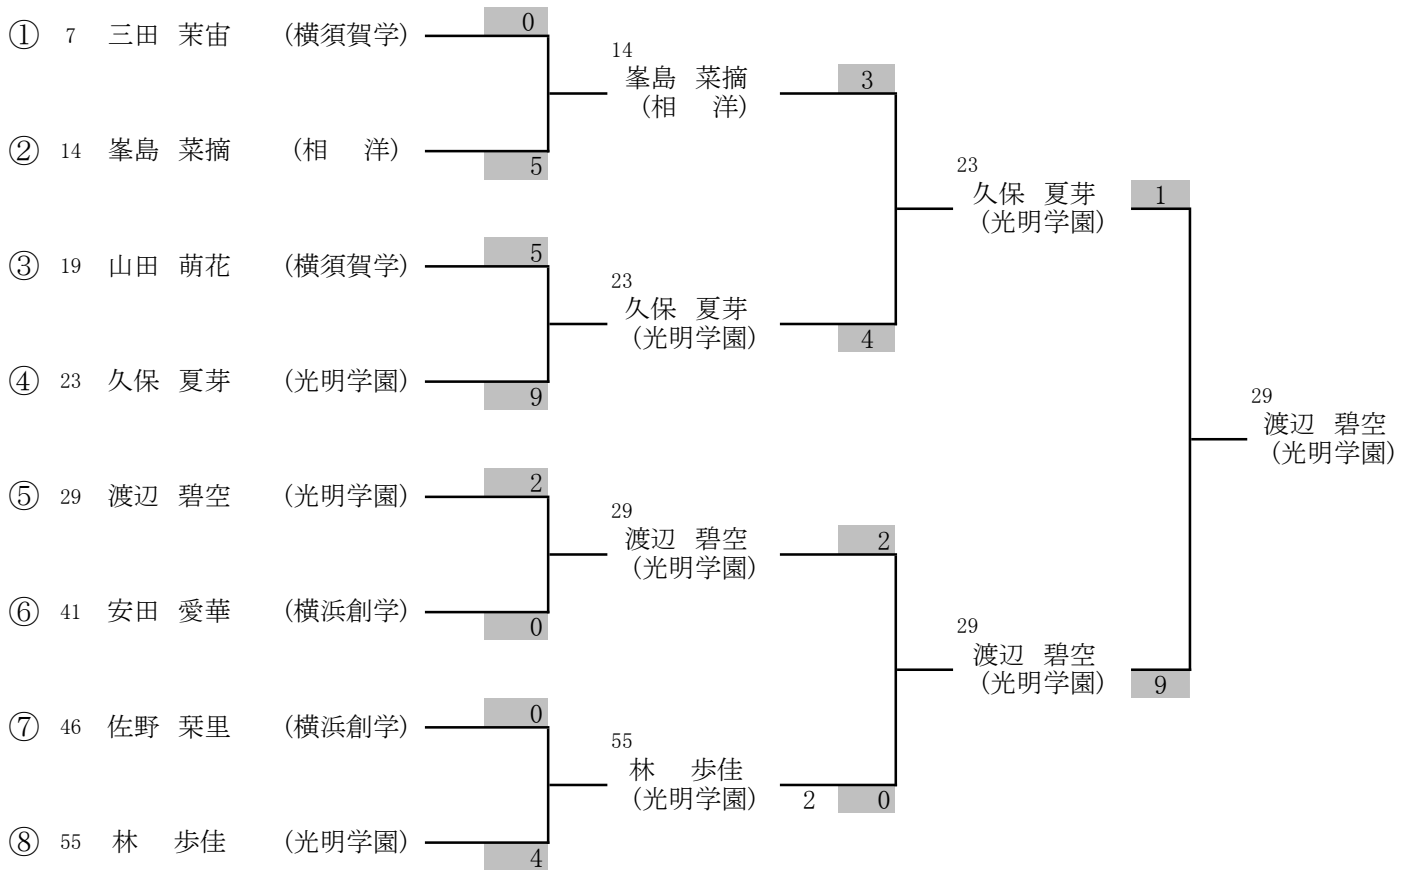 ① 7 三田 茉宙 (横須賀学) 0
14
峯島 菜摘 3
(相 洋)
② 14 峯島 菜摘 (相 洋) 5
23
久保 夏芽 1
(光明学園)
③ 19 山田 萌花 (横須賀学) 5
23
久保 夏芽
(光明学園) 4
④ 23 久保 夏芽 (光明学園) 9
29
渡辺 碧空
(光明学園)
⑤ 29 渡辺 碧空 (光明学園) 2
29
渡辺 碧空 2
(光明学園)
⑥ 41 安田 愛華 (横浜創学) 0
29
渡辺 碧空
(光明学園) 9
⑦ 46 佐野 栞里 (横浜創学) 0
55
林 歩佳
(光明学園) 2 0
⑧ 55 林 歩佳 (光明学園) 4